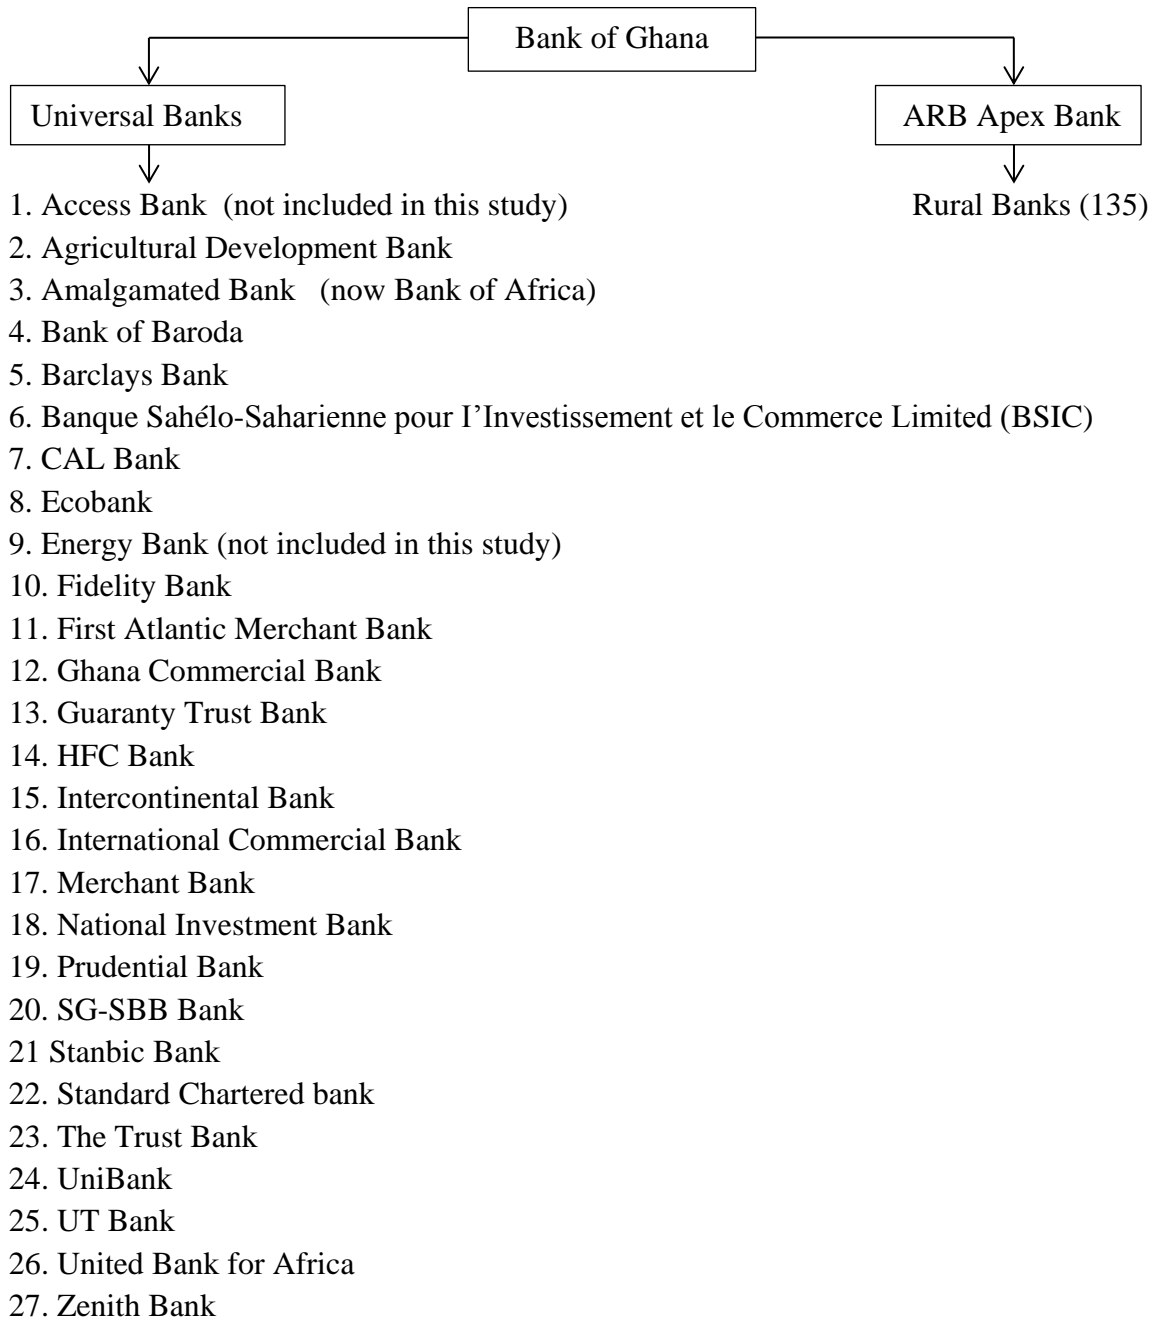 Bank of Ghana
Universal Banks
ARB Apex Bank
1. Access Bank (not included in this study)
Rural Banks (135)
2. Agricultural Development Bank
3. Amalgamated Bank (now Bank of Africa)
4. Bank of Baroda
5. Barclays Bank
6. Banque Sahélo-Saharienne pour I’Investissement et le Commerce Limited (BSIC)
7. CAL Bank
8. Ecobank
9. Energy Bank (not included in this study)
10. Fidelity Bank
11. First Atlantic Merchant Bank
12. Ghana Commercial Bank
13. Guaranty Trust Bank
14. HFC Bank
15. Intercontinental Bank
16. International Commercial Bank
17. Merchant Bank
18. National Investment Bank
19. Prudential Bank
20. SG-SBB Bank
21 Stanbic Bank
22. Standard Chartered bank
23. The Trust Bank
24. UniBank
25. UT Bank
26. United Bank for Africa
27. Zenith Bank